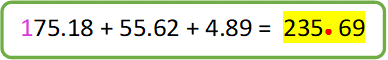 175.18 + 55.62 + 4.89 = 235.69